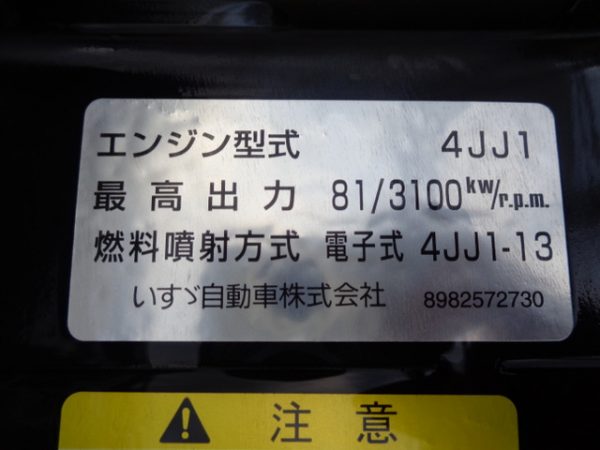 エンジン型式 4JJ1
最高出力 81/3100kw/r.p.m.
燃料噴射方式 電子式 4JJ1-13
いすゞ自動車株式会社 8982572730
注意